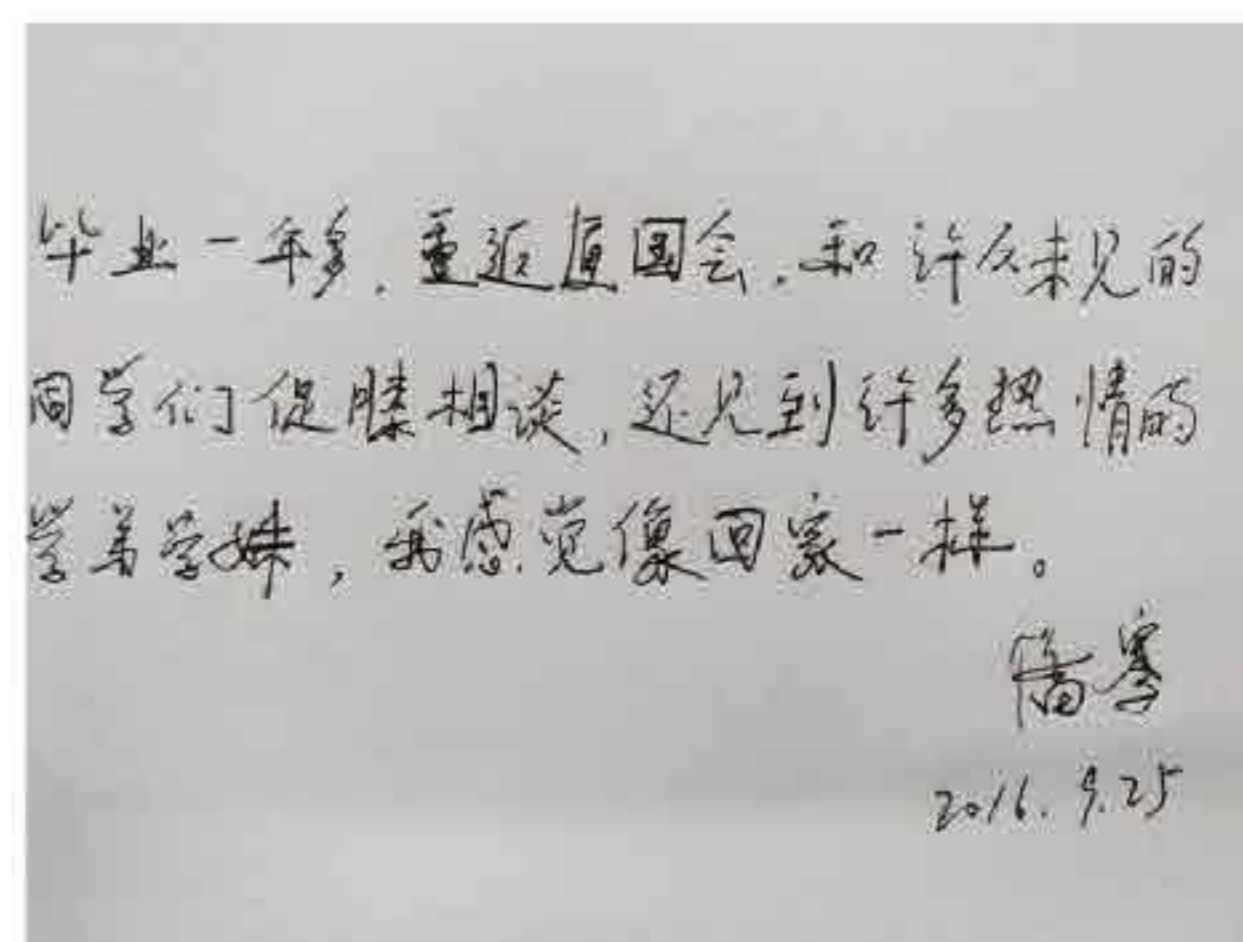 毕业一年多，重返复国会，和许久未见的
同学们促膝相谈，还见到许多热情的
学弟学妹，我感觉像回家一样。
2016.9.25